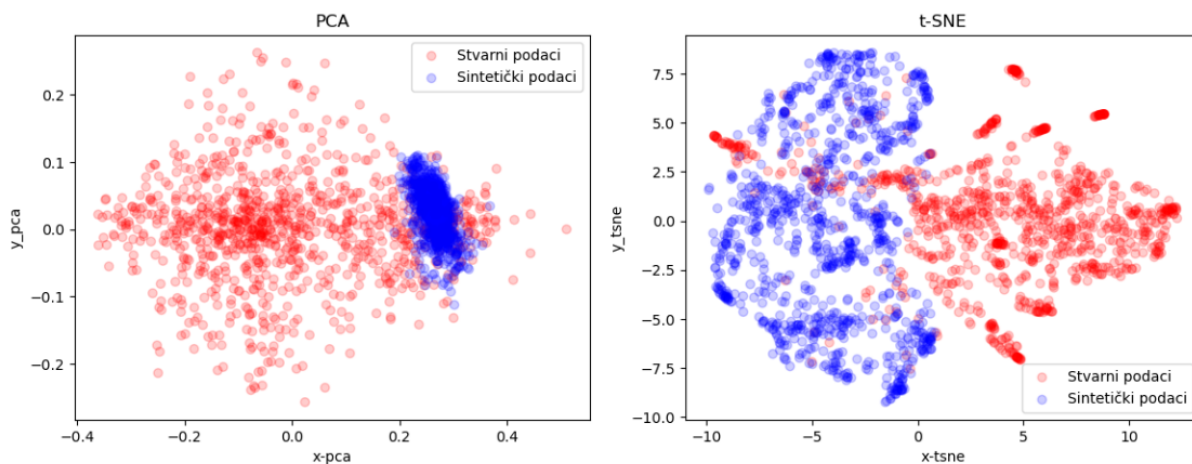 PCA
Stvarni podaci
Sintetički podaci
0.2
0.1
0.0
−0.1
−0.2
y_pca
−0.4
−0.2
0.0
0.2
0.4
x-pca
t-SNE
7.5
5.0
2.5
0.0
−2.5
−5.0
−7.5
−10.0
y_tsne
Stvarni podaci
Sintetički podaci
−10
−5
0
5
10
x-tsne